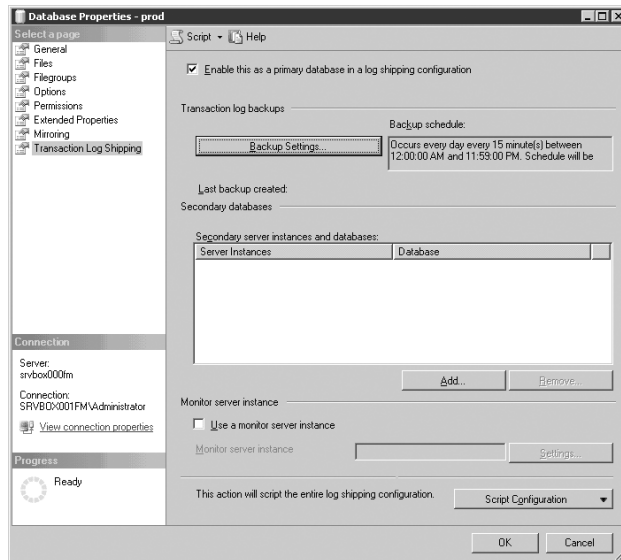 Database Properties - prod
Select a page
General
Files
Filegroups
Options
Permissions
Extended Properties
Mirroring
Transaction Log Shipping
Connection
Server:
srvbox000fm
Connection:
SRVBOX001FM\Administrator
View connection properties
Progress
Ready
Script
Help
Enable this as a primary database in a log shipping configuration
Transaction log backups
Backup schedule:
Backup Settings...
Occurs every day every 15 minute(s) between
12:00:00 AM and 11:59:00 PM. Schedule will be
Last backup created:
Secondary databases
Secondary server instances and databases:
Server Instances
Database
Add...
Remove...
Monitor server instance
Use a monitor server instance
Monitor server instance
Settings...
This action will script the entire log shipping configuration.
Script Configuration
OK
Cancel